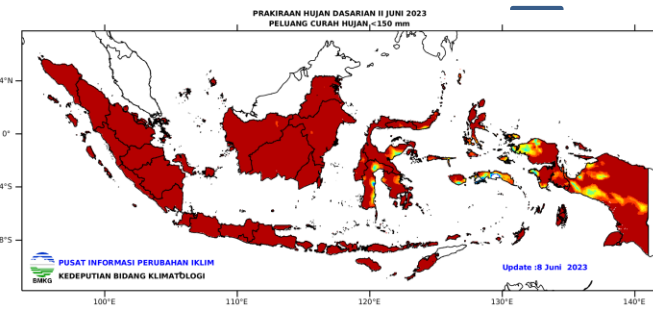 PRAKIRAAN HUJAN DASARIAN II JUNI 2023
PELUANG CURAH HUJAN <150 mm
4°N
0°
4°S
8°S
PUSAT INFORMASI PERUBAHAN IKLIM
KEDEPUTIAN BIDANG KLIMATOLOGI
BMKG
Update :8 Juni 2023
100°E
110°E
120°E
130°E
140°E